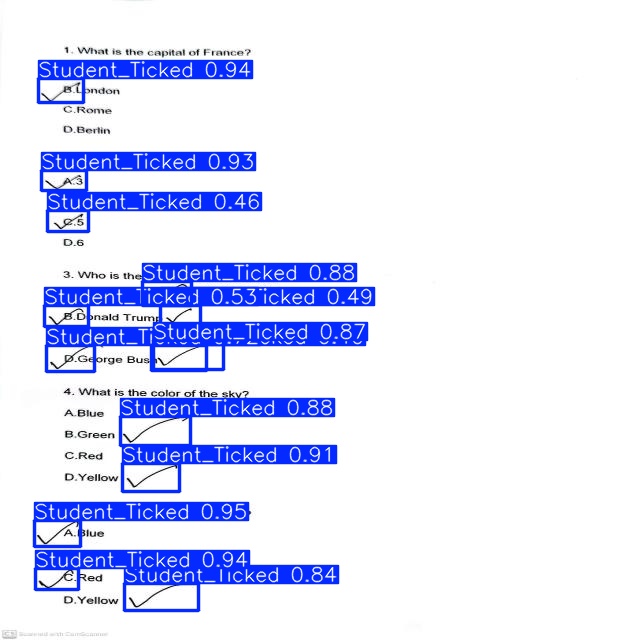 1. What is the capital of France?
Student_Ticked 0.94
B.London
C.Rome
D.Berlin
Student_Ticked 0.93
A.3
Student_Ticked 0.46
C.5
D.6
3. Who is the
Student_Ticked 0.88
Student_Ticked 0.53 icked 0.49
B.Donald Trump
Student_Ti
Student_Ticked 0.87
D.George Bush
4. What is the color of the sky?
A.Blue
Student_Ticked 0.88
B.Green
C.Red
Student_Ticked 0.91
D.Yellow
Student_Ticked 0.95
A.Blue
Student_Ticked 0.94
C.Red
Student_Ticked 0.84
D.Yellow
CS Scanned with CamScanner